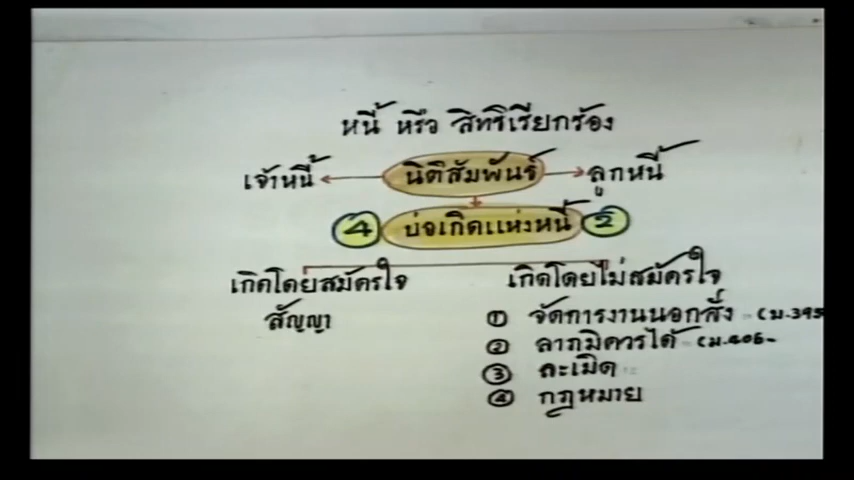 หนี้ หรือ สิทธิเรียกร้อง
เจ้าหนี้ นิติสัมพันธ์ ลูกหนี้
4 บ่อเกิดแห่งหนี้ 2
เกิดโดยสมัครใจ เกิดโดยไม่สมัครใจ
สัญญา ① จัดการงานนอกสั่ง - (ม.395
② ลาภมิควรได้ - (ม.406-
③ ละเมิด
④ กฎหมาย